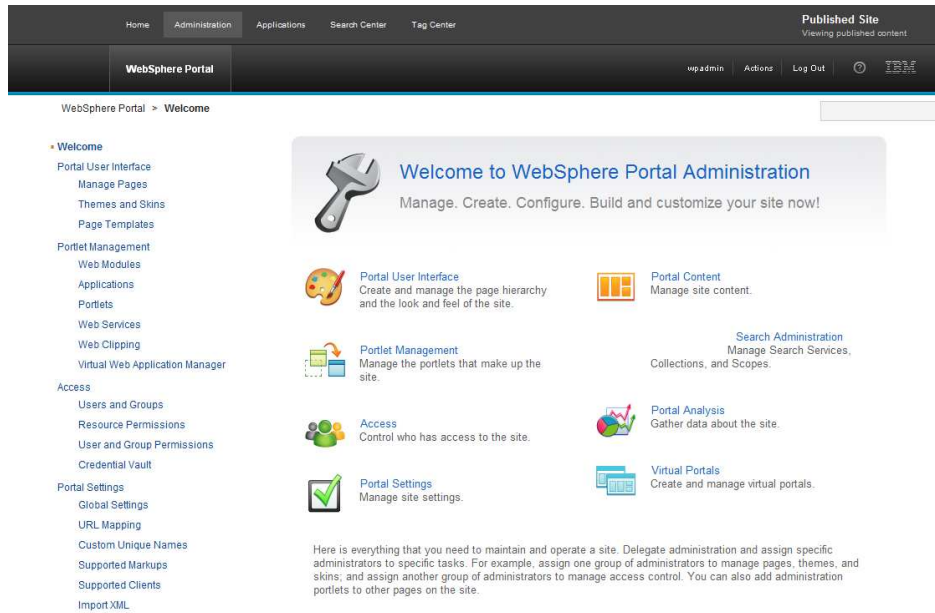 Home Administration Applications Search Center Tag Center
Published Site
Viewing published content
WebSphere Portal
wpadmin Actions Log Out ? IBM
WebSphere Portal > Welcome
Welcome
Portal User Interface
Manage Pages
Themes and Skins
Page Templates
Portlet Management
Web Modules
Applications
Portlets
Web Services
Web Clipping
Virtual Web Application Manager
Access
Users and Groups
Resource Permissions
User and Group Permissions
Credential Vault
Portal Settings
Global Settings
URL Mapping
Custom Unique Names
Supported Markups
Supported Clients
Import XML
Welcome to WebSphere Portal Administration
Manage. Create. Configure. Build and customize your site now!
Portal User Interface
Create and manage the page hierarchy
and the look and feel of the site.
Portal Content
Manage site content.
Portlet Management
Manage the portlets that make up the
site.
Search Administration
Manage Search Services,
Collections, and Scopes.
Access
Control who has access to the site.
Portal Analysis
Gather data about the site.
Portal Settings
Manage site settings.
Virtual Portals
Create and manage virtual portals.
Here is everything that you need to maintain and operate a site. Delegate administration and assign specific
administrators to specific tasks. For example, assign one group of administrators to manage pages, themes, and
skins; and assign another group of administrators to manage access control. You can also add administration
portlets to other pages on the site.